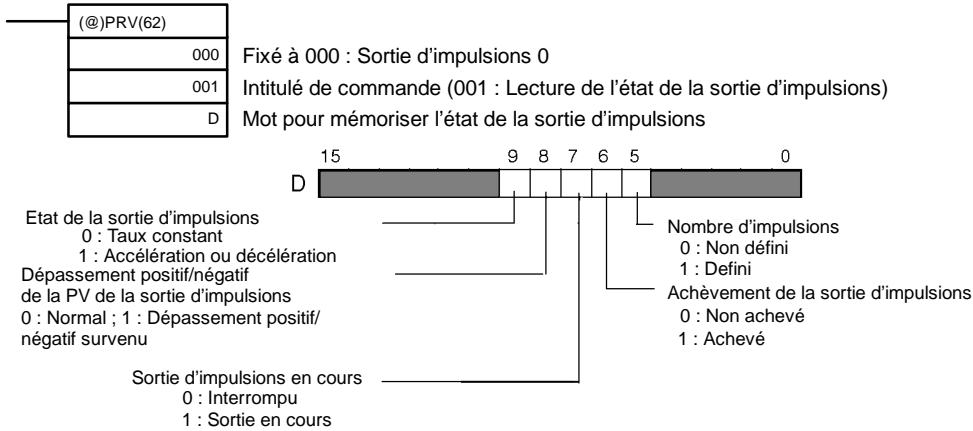 (@)PRV(62)
000 Fixé à 000 : Sortie d'impulsions 0
001 Intitulé de commande (001 : Lecture de l'état de la sortie d'impulsions)
D Mot pour mémoriser l'état de la sortie d'impulsions
15 9 8 7 6 5 0
D
Etat de la sortie d'impulsions
0 : Taux constant
1 : Accélération ou décélération
Dépassement positif/négatif
de la PV de la sortie d'impulsions
0 : Normal ; 1 : Dépassement positif/
négatif survenu
Sortie d'impulsions en cours
0 : Interrompu
1 : Sortie en cours
Nombre d'impulsions
0 : Non défini
1 : Defini
Achèvement de la sortie d'impulsions
0 : Non achevé
1 : Achevé